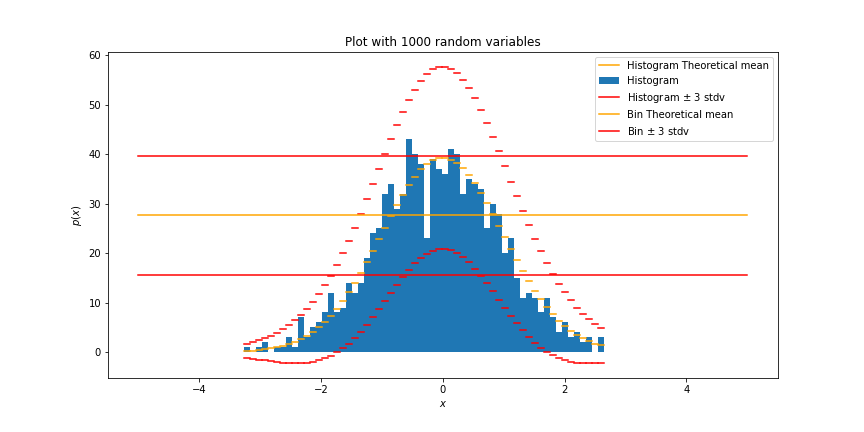 Plot with 1000 random variables
Histogram Theoretical mean
Histogram
Histogram ± 3 stdv
Bin Theoretical mean
Bin ± 3 stdv
p(x)
60
50
40
30
20
10
0
−4 −2 0 2 4
x